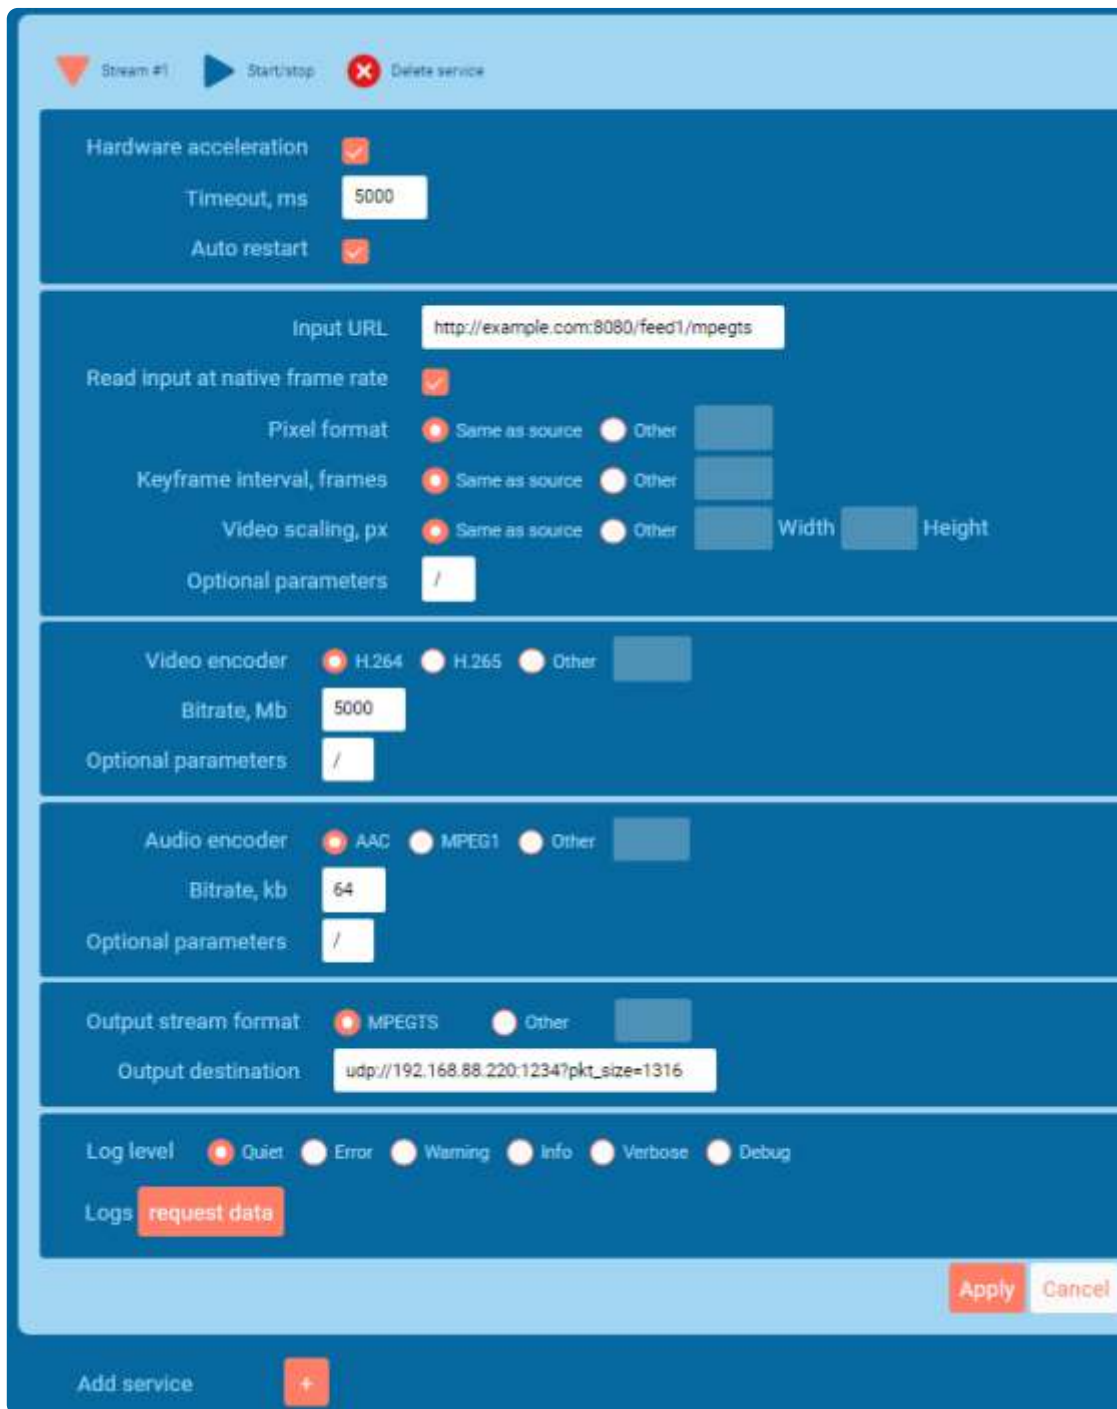 Stream #1 Start/stop Delete service
Hardware acceleration
Timeout, ms 5000
Auto restart
Input URL http://example.com:8080/feed1/mpegts
Read input at native frame rate
Pixel format Same as source Other
Keyframe interval, frames Same as source Other
Video scaling, px Same as source Other Width Height
Optional parameters /
Video encoder H.264 H.265 Other
Bitrate, Mb 5000
Optional parameters /
Audio encoder AAC MPEG1 Other
Bitrate, kb 64
Optional parameters /
Output stream format MPEGTS Other
Output destination udp://192.168.88.220:1234?pkt_size=1316
Log level Quiet Error Warning Info Verbose Debug
Logs request data
Apply Cancel
Add service +